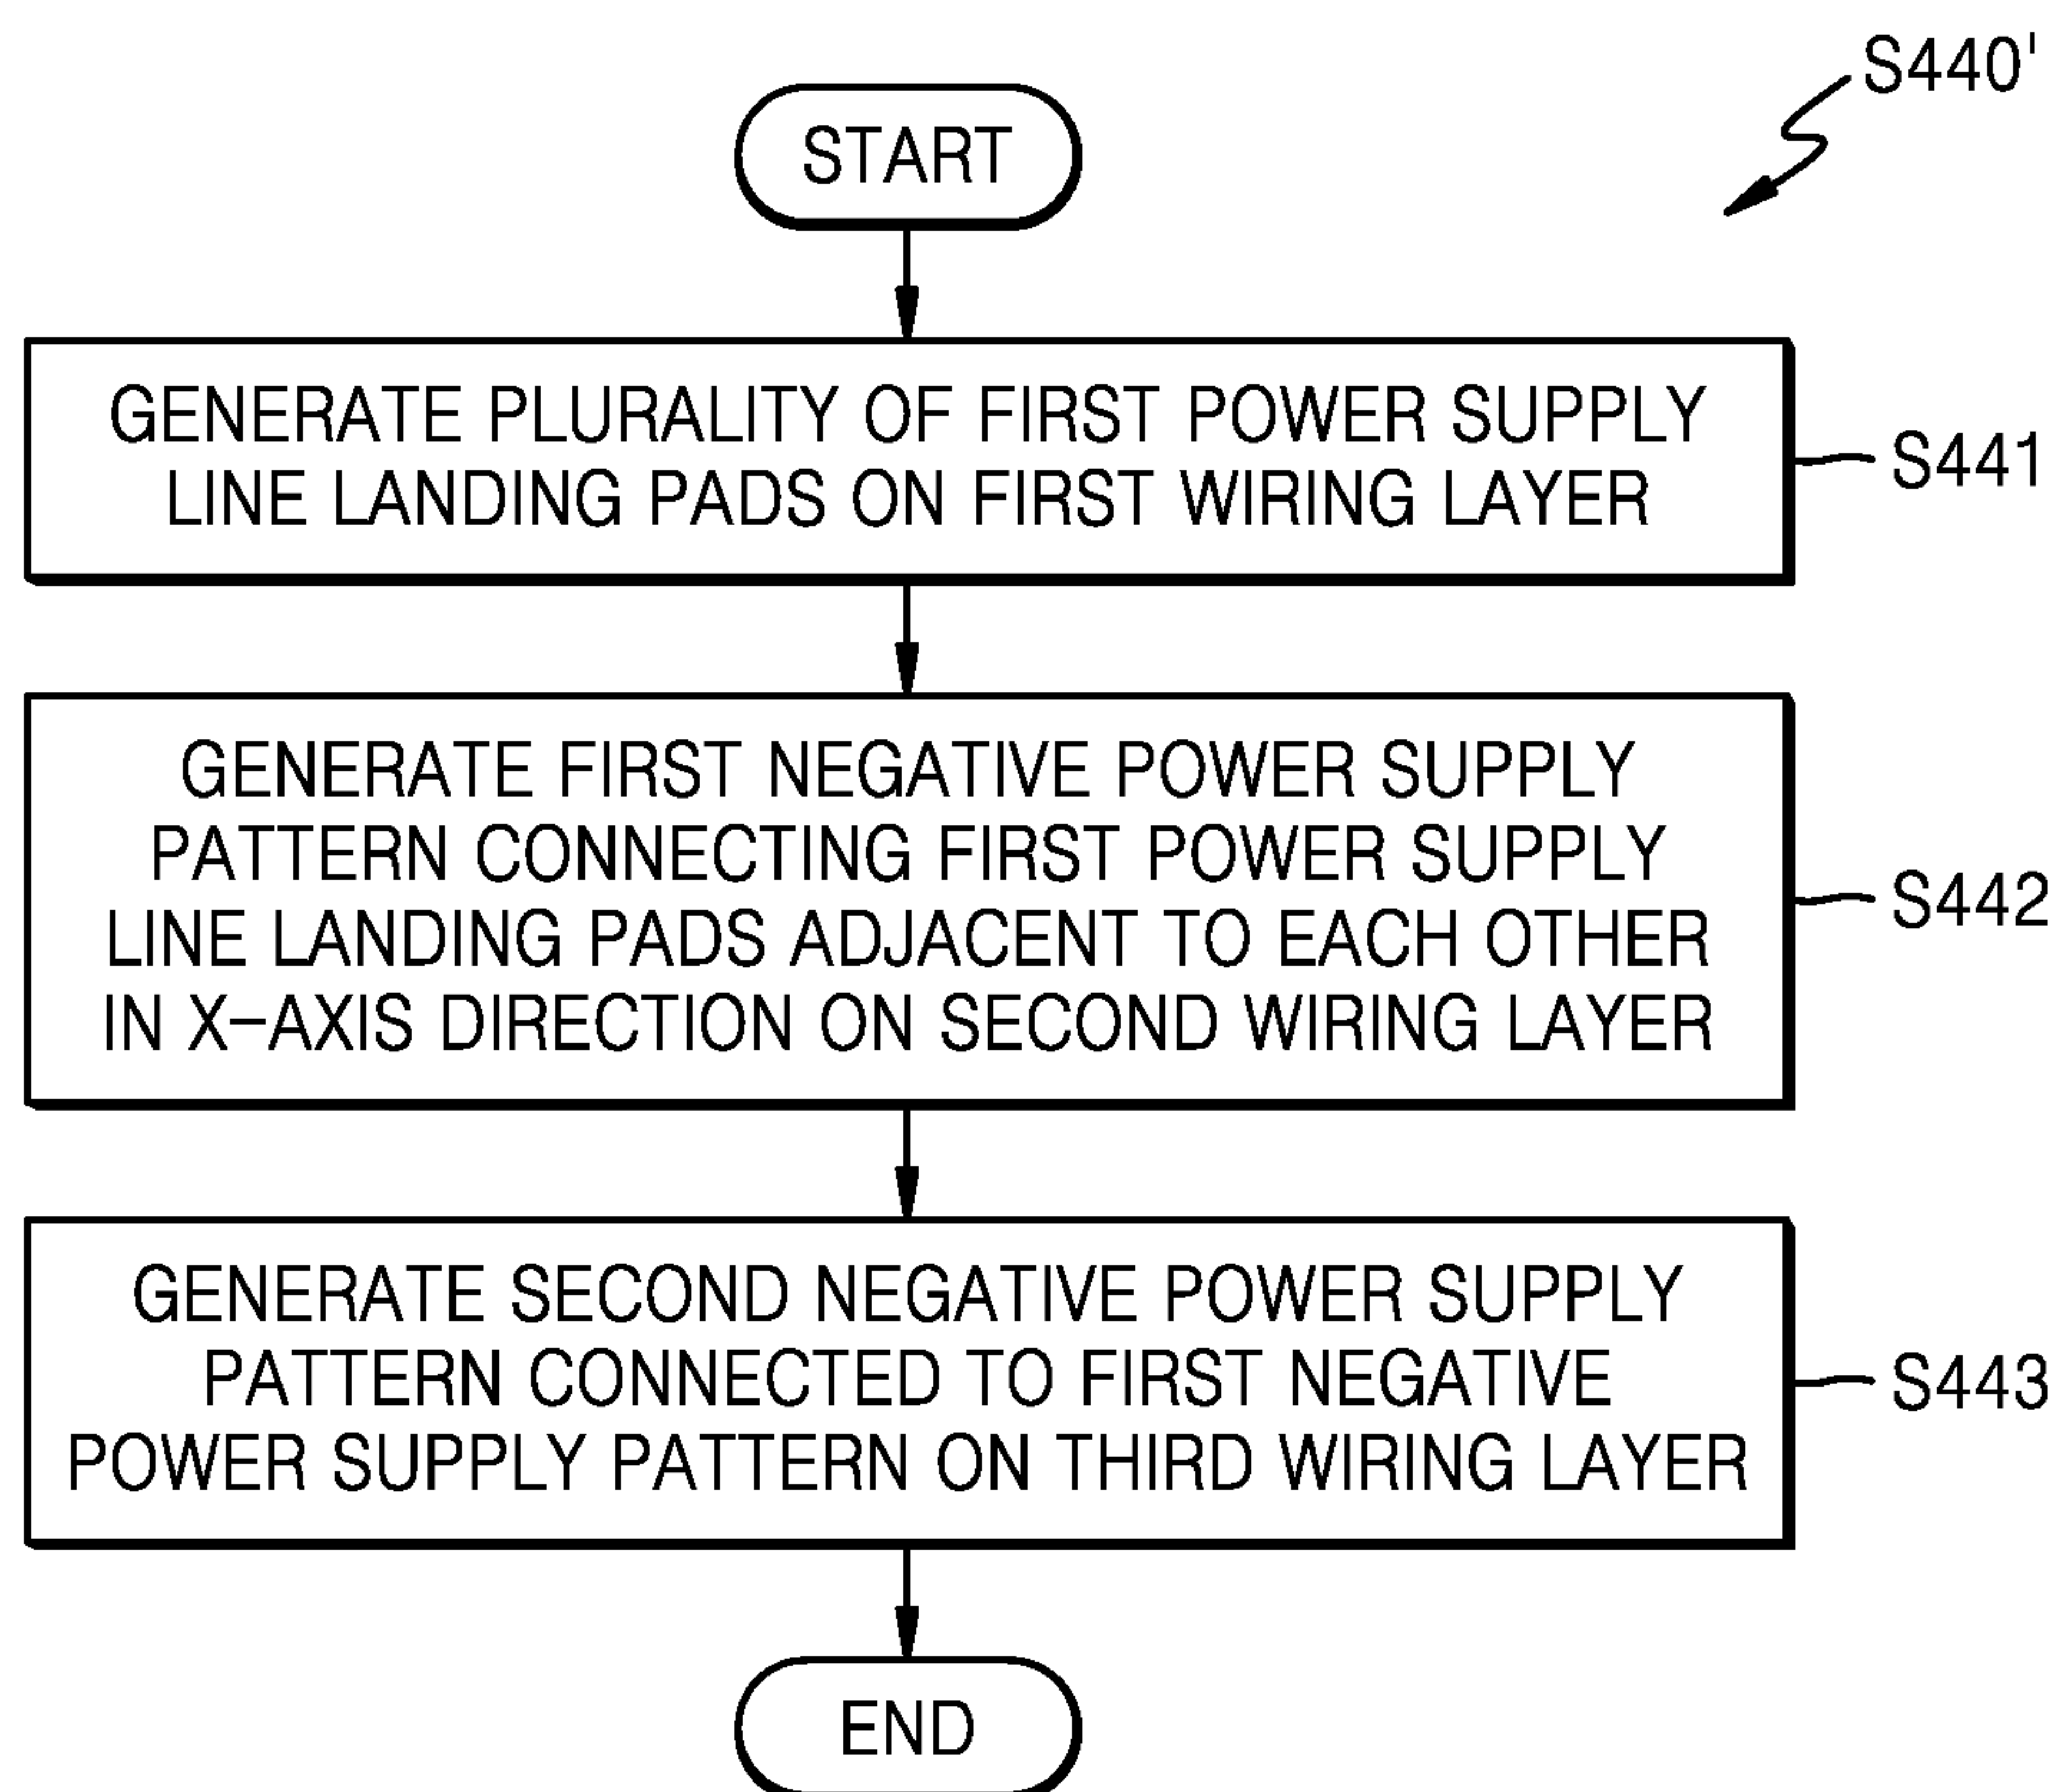 S440'
START
GENERATE PLURALITY OF FIRST POWER SUPPLY
LINE LANDING PADS ON FIRST WIRING LAYER
S441
GENERATE FIRST NEGATIVE POWER SUPPLY
PATTERN CONNECTING FIRST POWER SUPPLY
LINE LANDING PADS ADJACENT TO EACH OTHER
IN X-AXIS DIRECTION ON SECOND WIRING LAYER
S442
GENERATE SECOND NEGATIVE POWER SUPPLY
PATTERN CONNECTED TO FIRST NEGATIVE
POWER SUPPLY PATTERN ON THIRD WIRING LAYER
S443
END